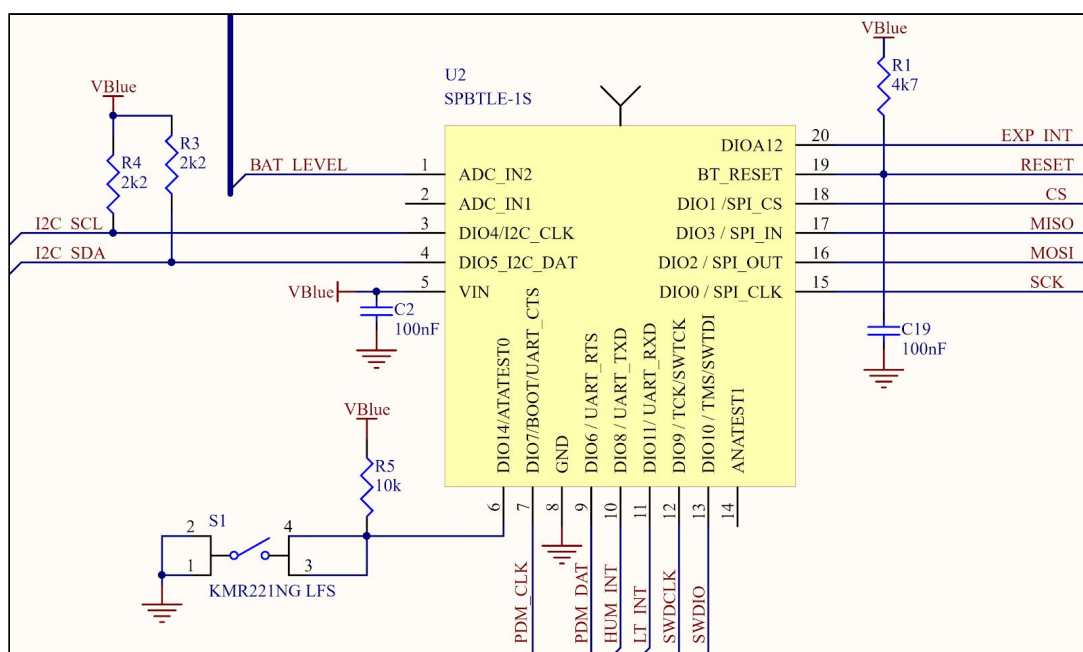 VBlue
R1
4k7
U2
SPBTLE-1S
VBlue
R4
2k2
R3
2k2
BAT_LEVEL
I2C_SCL
I2C_SDA
1
2
3
4
5
ADC_IN2
ADC_IN1
DIO4/I2C_CLK
DIO5_I2C_DAT
VIN
VBlue
C2
100nF
DIOA12
BT_RESET
DIO1 /SPI_CS
DIO3 / SPI_IN
DIO2 / SPI_OUT
DIO0 / SPI_CLK
20
19
18
17
16
15
EXP_INT
RESET
CS
MISO
MOSI
SCK
C19
100nF
DIO14/ATATEST0
DIO7/BOOT/UART_CTS
GND
DIO6 / UART_RTS
DIO8 / UART_TXD
DIO11/ UART_RXD
DIO9 / TCK/SWTCK
DIO10 / TMS/SWTDI
ANATEST1
6
7
8
9
10
11
12
13
14
VBlue
R5
10k
S1
2
1
4
3
KMR221NG LFS
PDM_CLK
PDM_DAT
HUM_INT
LT_INT
SWDCLK
SWDIO